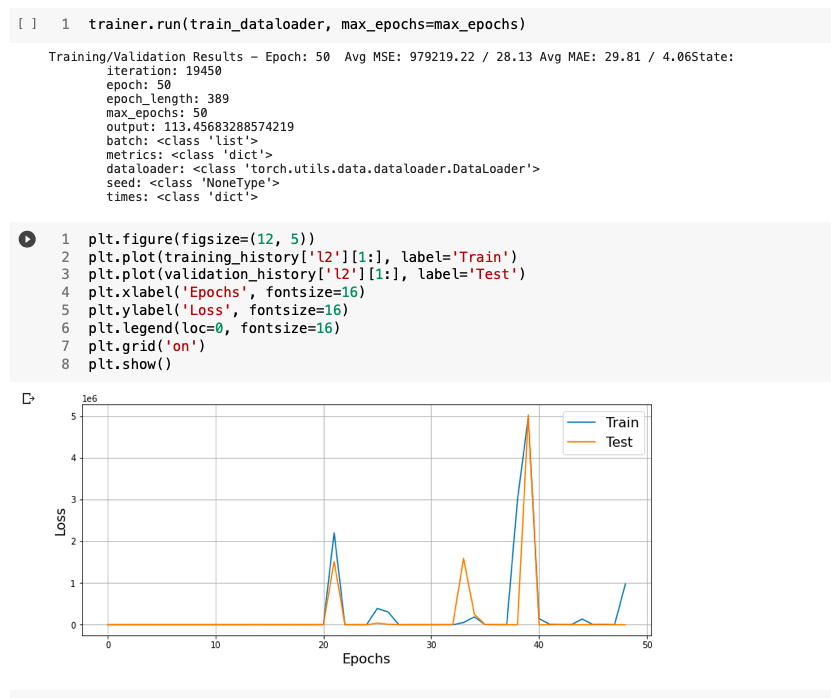 [ ] 1 trainer.run(train_dataloader, max_epochs=max_epochs)
Training/Validation Results - Epoch: 50  Avg MSE: 979219.22 / 28.13 Avg MAE: 29.81 / 4.06State:
iteration: 19450
epoch: 50
epoch_length: 389
max_epochs: 50
output: 113.45683288574219
batch: <class 'list'>
metrics: <class 'dict'>
dataloader: <class 'torch.utils.data.dataloader.DataLoader'>
seed: <class 'NoneType'>
times: <class 'dict'>
1 plt.figure(figsize=(12, 5))
2 plt.plot(training_history['l2'][1:], label='Train')
3 plt.plot(validation_history['l2'][1:], label='Test')
4 plt.xlabel('Epochs', fontsize=16)
5 plt.ylabel('Loss', fontsize=16)
6 plt.legend(loc=0, fontsize=16)
7 plt.grid('on')
8 plt.show()
1e6
Train
Test
5
4
3
2
1
0
Loss
0 10 20 30 40 50
Epochs